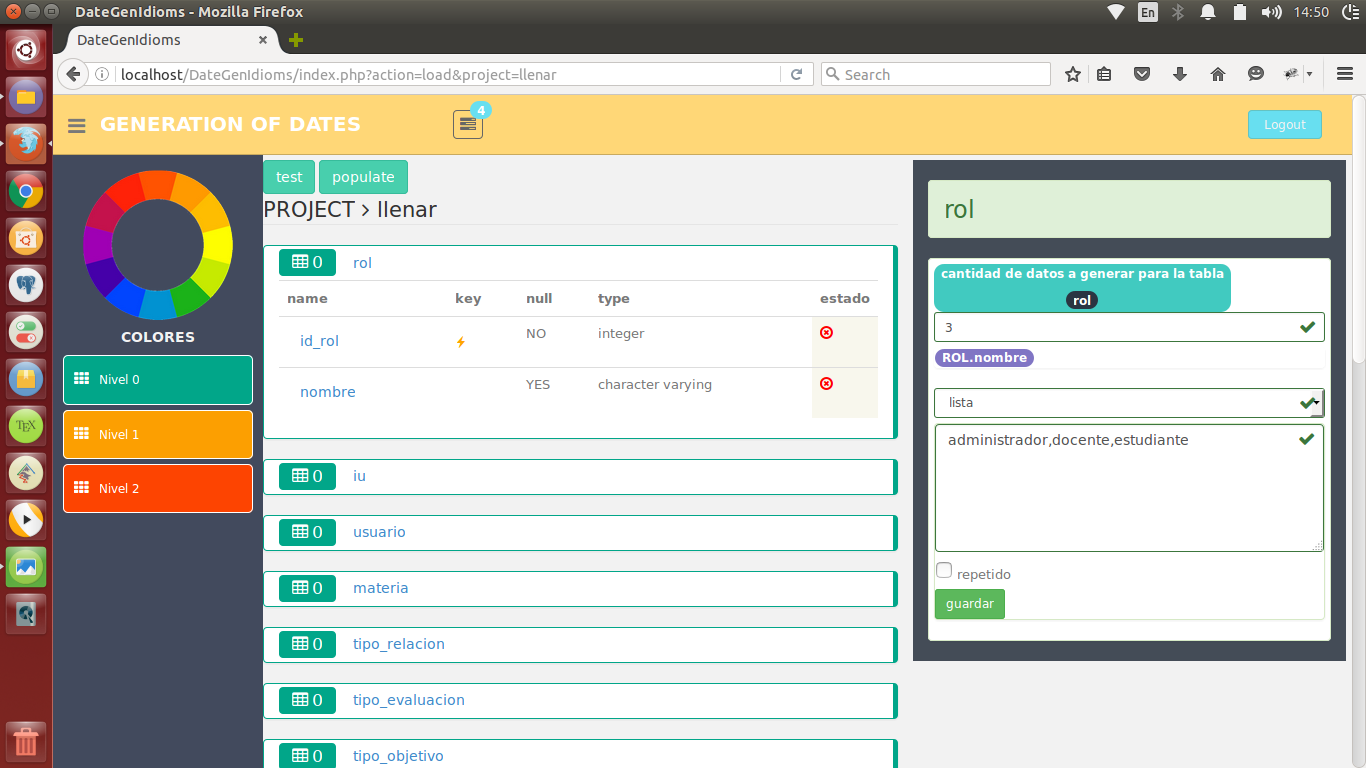 DateGenIdioms - Mozilla Firefox
En
14:50
DateGenIdioms
localhost/DateGenIdioms/index.php?action=load&project=llenar
Search
GENERATION OF DATES
4
Logout
COLORES
Nivel 0
Nivel 1
Nivel 2
test
populate
PROJECT > llenar
0 rol
name key null type estado
id_rol NO integer
nombre YES character varying
0 iu
0 usuario
0 materia
0 tipo_relacion
0 tipo_evaluacion
0 tipo_objetivo
rol
cantidad de datos a generar para la tabla
rol
3
ROL.nombre
lista
administrador,docente,estudiante
repetido
guardar
TEX